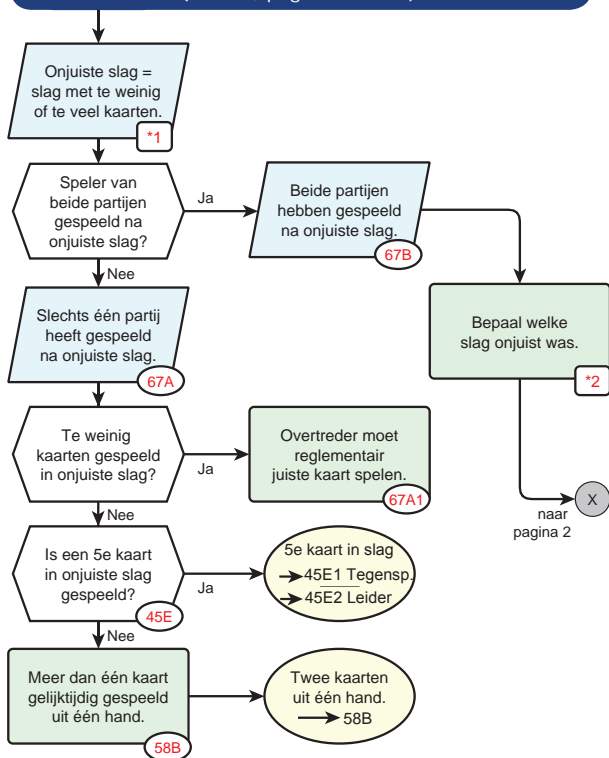 Onjuiste slag =
slag met te weinig
of te veel kaarten.
*1
Speler van
beide partijen
gespeeld na
onjuiste slag?
Ja
Beide partijen
hebben gespeeld
na onjuiste slag.
67B
Nee
Slechts één partij
heeft gespeeld
na onjuiste slag.
67A
Bepaal welke
slag onjuist was.
*2
Te weinig
kaarten gespeeld
in onjuiste slag?
Ja
Overtreder moet
reglementair
juiste kaart spelen.
67A1
X
naar
pagina 2
Nee
Is een 5e kaart
in onjuiste slag
gespeeld?
45E
Ja
5e kaart in slag
45E1 Tegensp.
45E2 Leider
Nee
Meer dan één kaart
gelijktijdig gespeeld
uit één hand.
58B
Twee kaarten
uit één hand.
58B